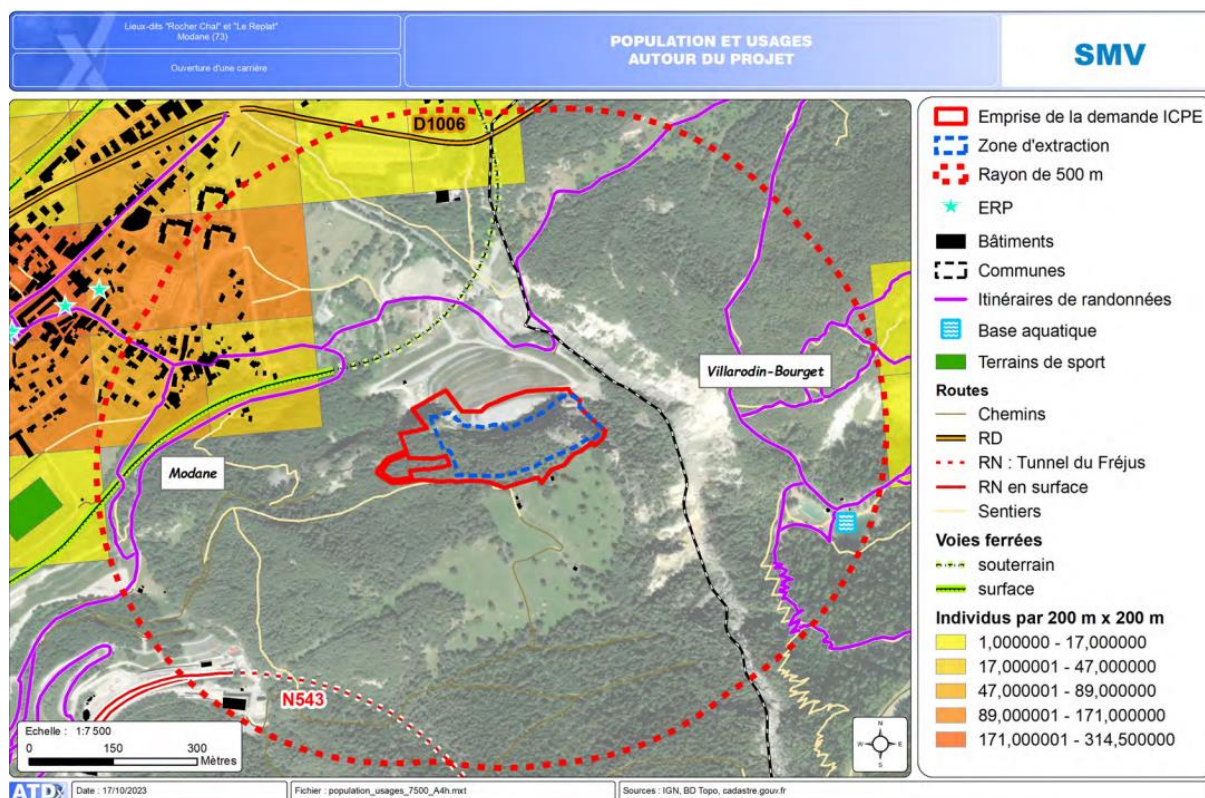 Lieux-dits "Rocher Chal" et "Le Replat"
Modane (73)
Ouverture d'une carrière
POPULATION ET USAGES
AUTOUR DU PROJET
SMV
D1006
Villarodin-Bourget
Modane
N543
Echelle : 1:7 500
0 150 300
Mètres
N
W E
S
Emprise de la demande ICPE
Zone d'extraction
Rayon de 500 m
ERP
Bâtiments
Communes
Itinéraires de randonnées
Base aquatique
Terrains de sport
Routes
Chemins
RD
RN : Tunnel du Fréjus
RN en surface
Sentiers
Voies ferrées
souterrain
surface
Individus par 200 m x 200 m
1,000000 - 17,000000
17,000001 - 47,000000
47,000001 - 89,000000
89,000001 - 171,000000
171,000001 - 314,500000
ATDx
Date : 17/10/2023
Fichier : population_usages_7500_A4h.mxt
Sources : IGN, BD Topo, cadastre.gouv.fr